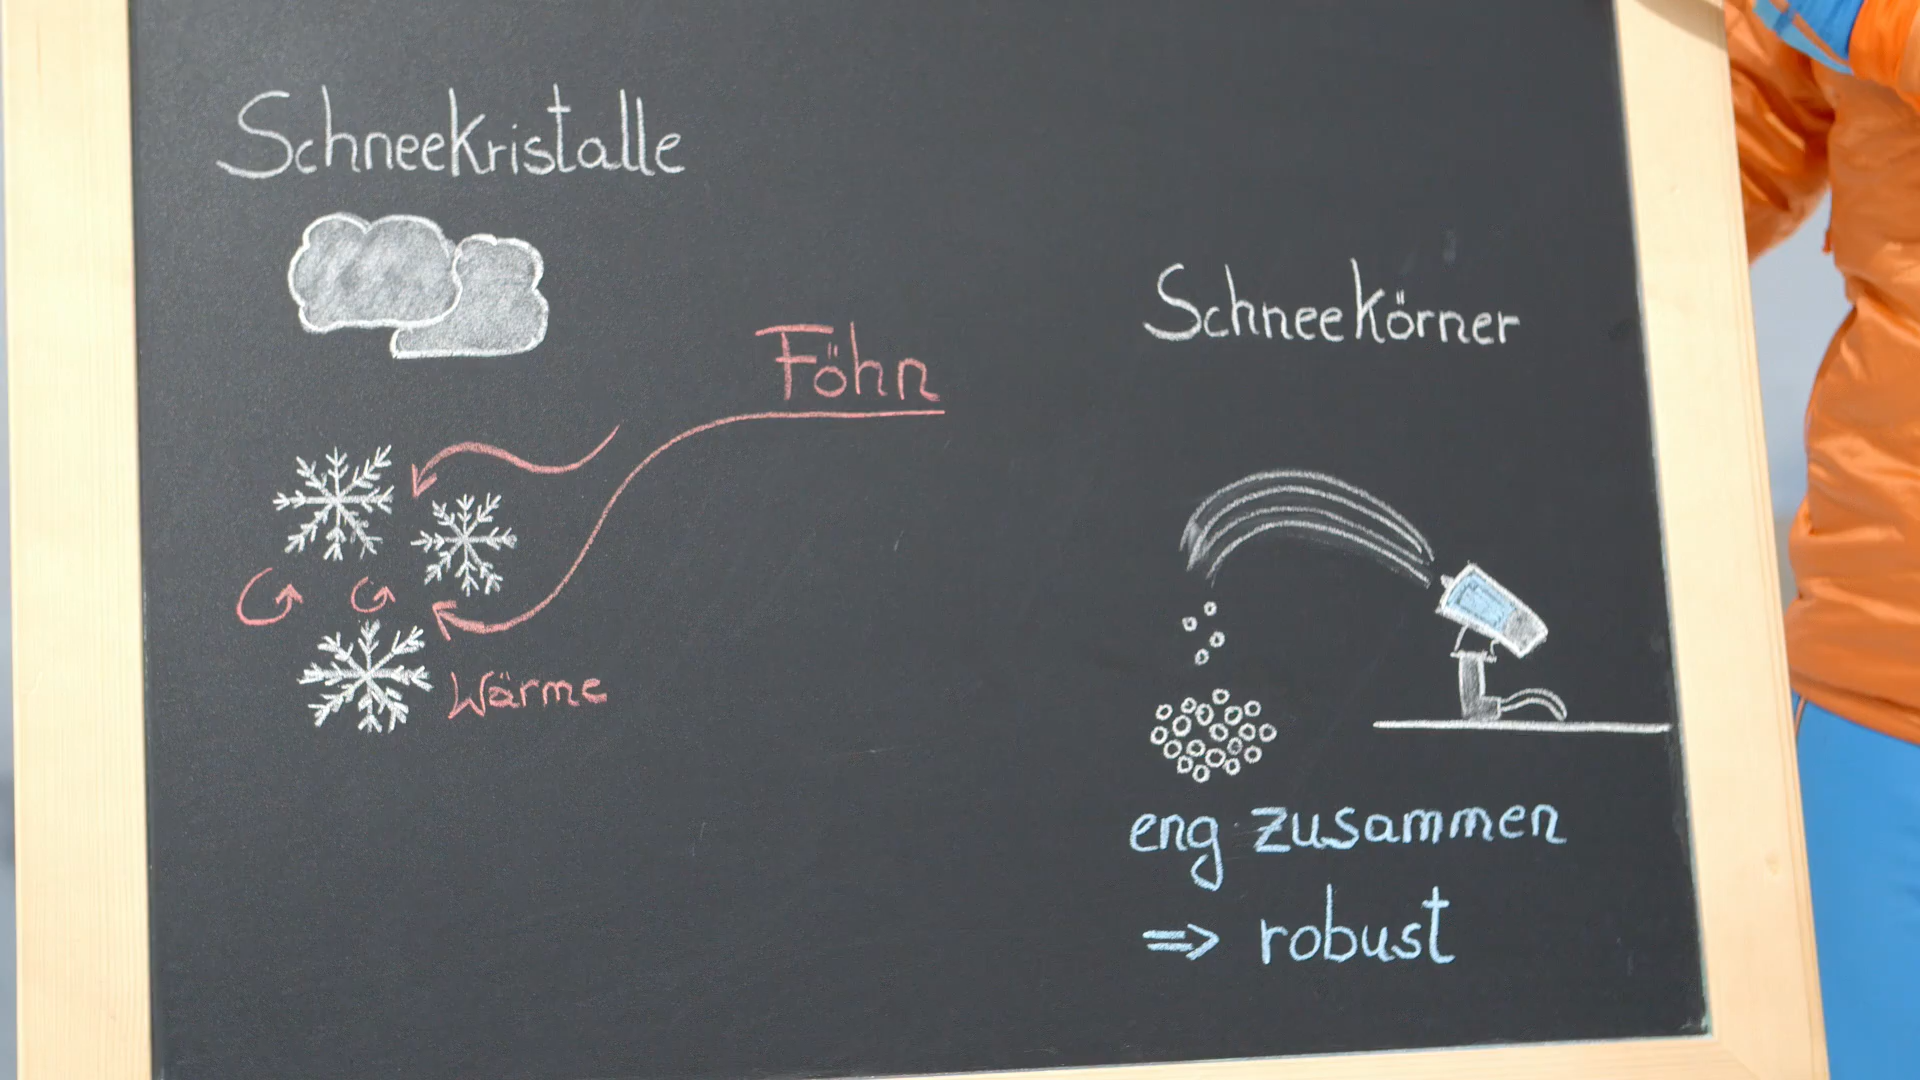 Schneekristalle
Föhn
Wärme
Schneekörner
eng zusammen
=> robust